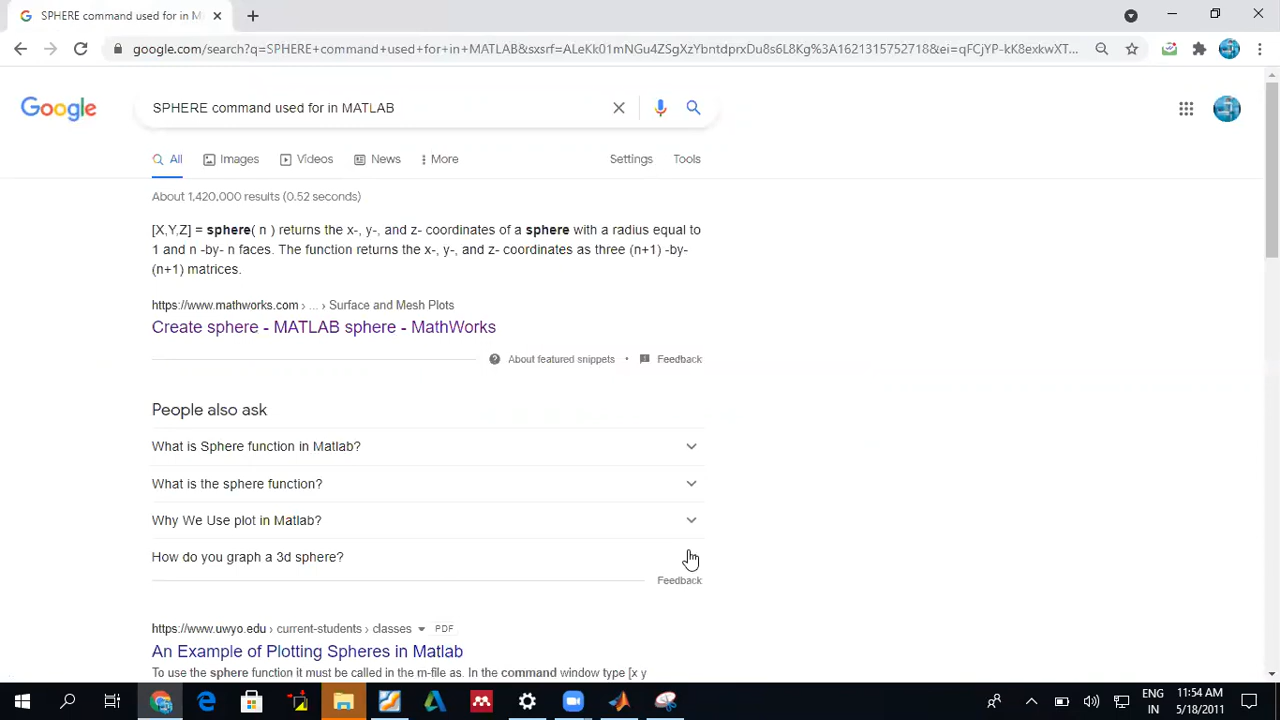 SPHERE command used for in M
google.com/search?q=SPHERE+command+used+for+in+MATLAB&sxsrf=ALeKk01mNGu4ZSgXzYbntdprxDu8s6L8Kg%3A1621315752718&ei=qFCjYP-kK8exkwXT...
Google
SPHERE command used for in MATLAB
All Images Videos News More Settings Tools
About 1,420,000 results (0.52 seconds)
[X,Y,Z] = sphere( n ) returns the x-, y-, and z- coordinates of a sphere with a radius equal to
1 and n -by- n faces. The function returns the x-, y-, and z- coordinates as three (n+1) -by-
(n+1) matrices.
https://www.mathworks.com › ... › Surface and Mesh Plots
Create sphere - MATLAB sphere - MathWorks
About featured snippets • Feedback
People also ask
What is Sphere function in Matlab?
What is the sphere function?
Why We Use plot in Matlab?
How do you graph a 3d sphere?
Feedback
https://www.uwyo.edu › current-students › classes PDF
An Example of Plotting Spheres in Matlab
To use the sphere function it must be called in the m-file as. In the command window type [x y
ENG
IN
11:54 AM
5/18/2011